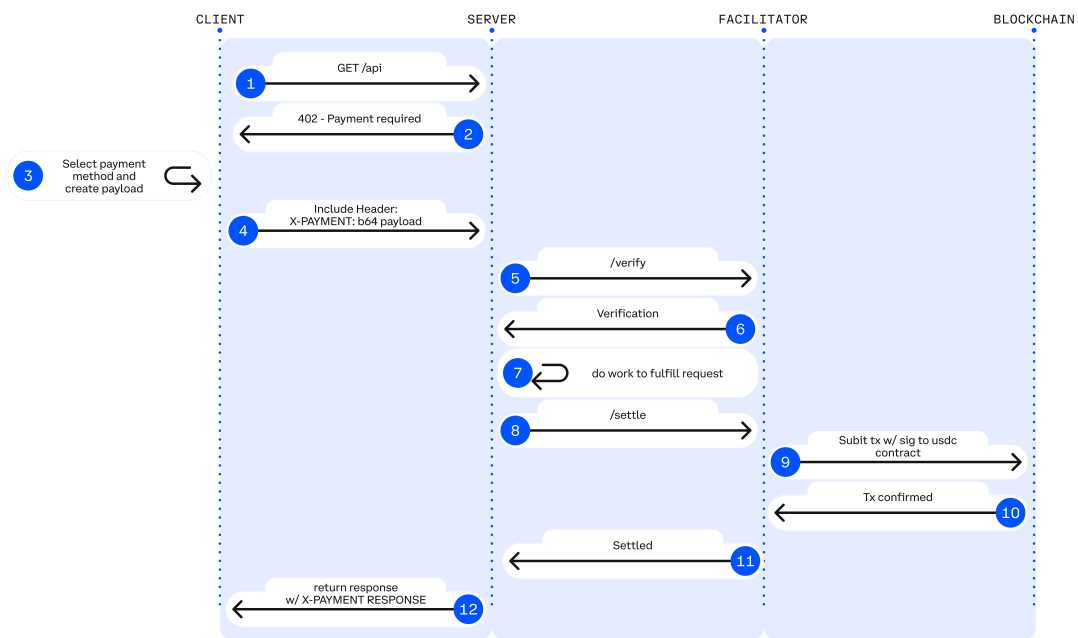 CLIENT
SERVER
FACILITATOR
BLOCKCHAIN
GET /api
1
402 - Payment required
2
3
Select payment
method and
create payload
Include Header:
X-PAYMENT: b64 payload
4
/verify
5
Verification
6
7
do work to fulfill request
/settle
8
Subit tx w/ sig to usdc
contract
9
Tx confirmed
10
Settled
11
return response
w/ X-PAYMENT RESPONSE
12